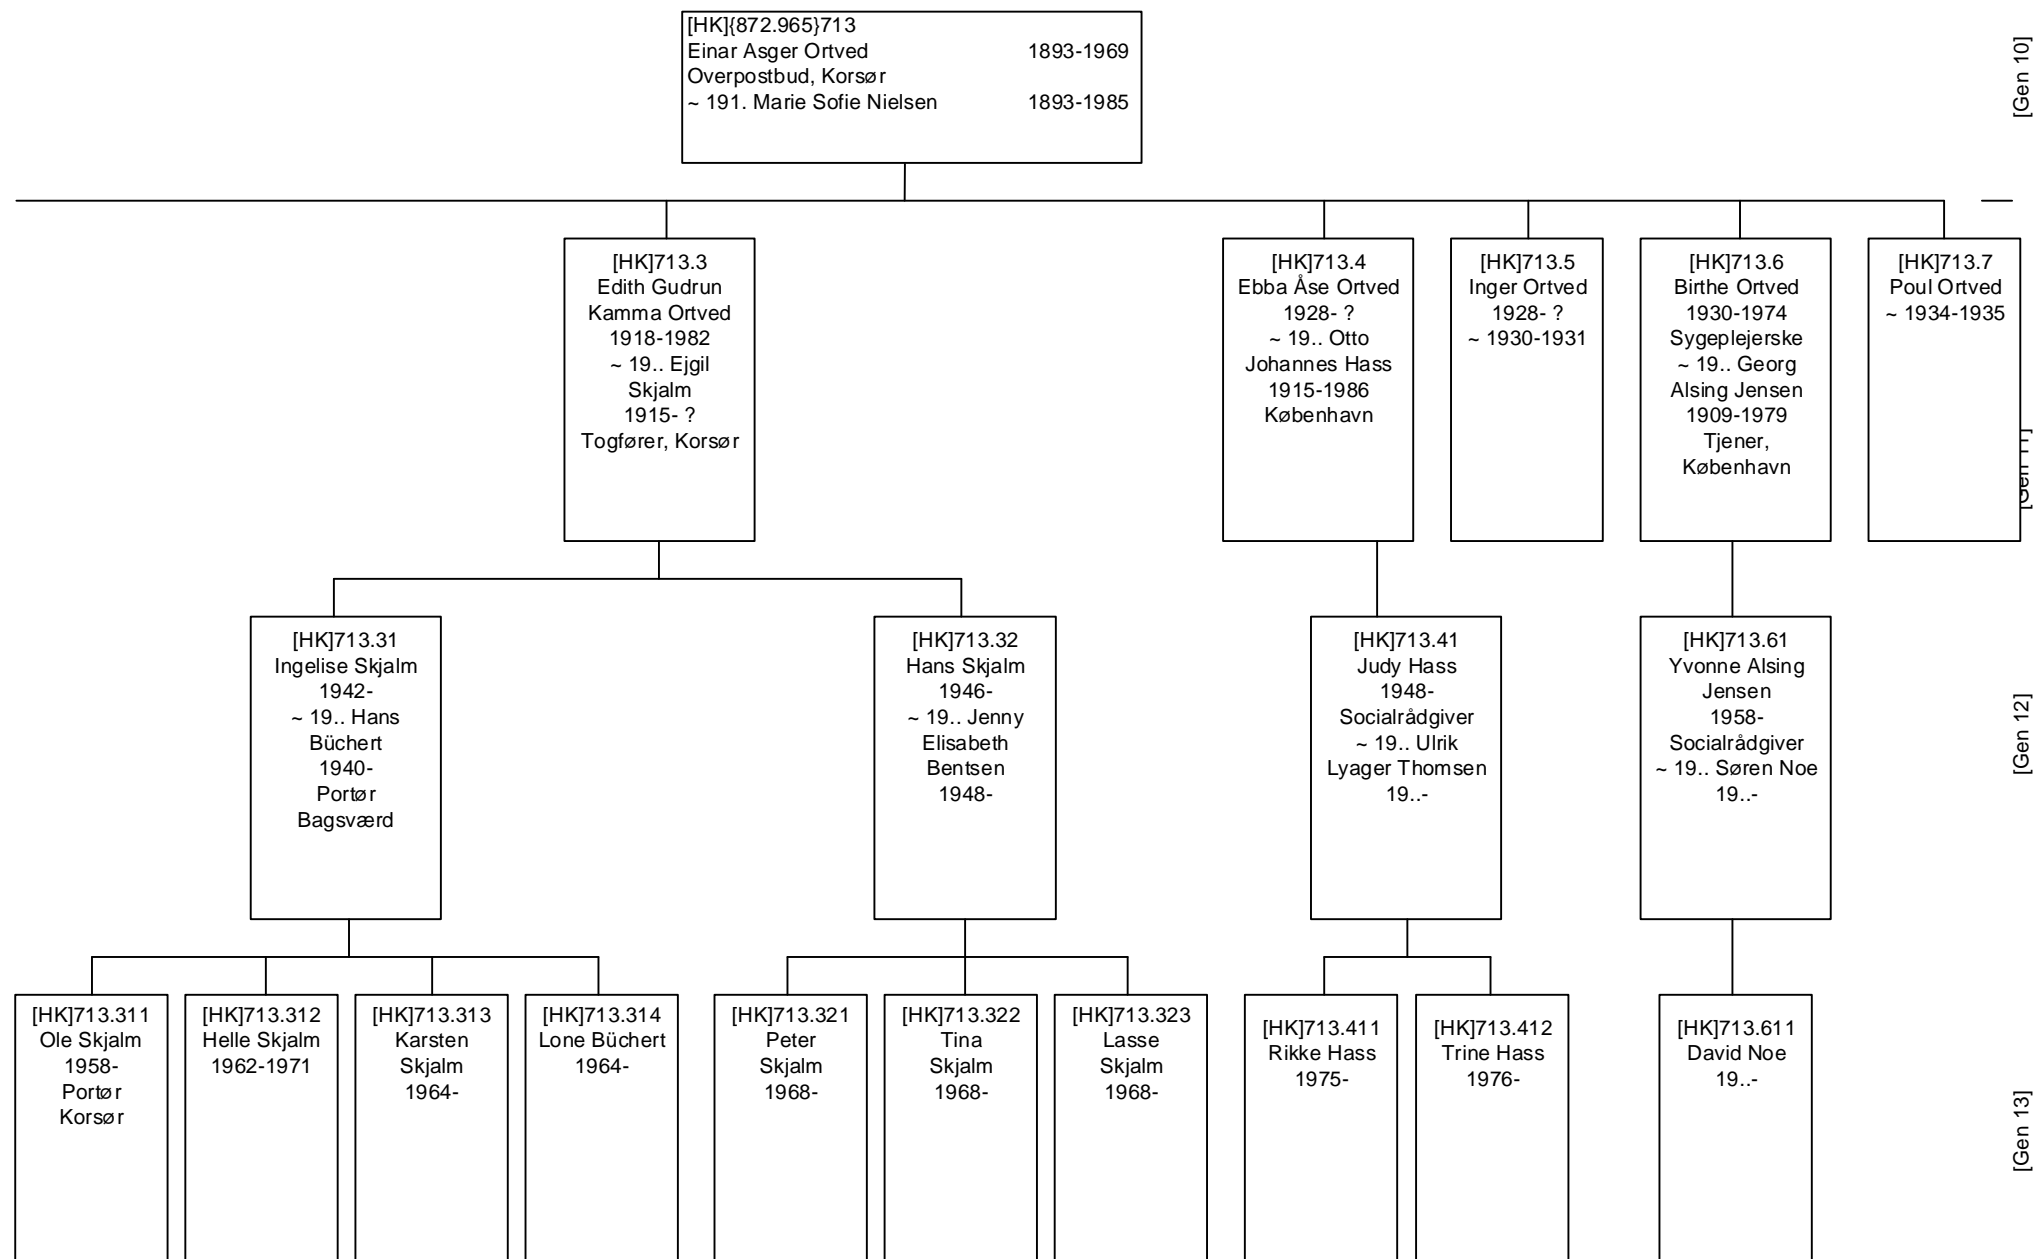 [HK]{872.965}713
Einar Asger Ortved 1893-1969
Overpostbud, Korsør
~ 191. Marie Sofie Nielsen 1893-1985
[Gen 10]
[HK]713.3
Edith Gudrun
Kamma Ortved
1918-1982
~ 19.. Ejgil
Skjalm
1915- ?
Togfører, Korsør
[HK]713.4
Ebba Åse Ortved
1928- ?
~ 19.. Otto
Johannes Hass
1915-1986
København
[HK]713.5
Inger Ortved
1928- ?
~ 1930-1931
[HK]713.6
Birthe Ortved
1930-1974
Sygeplejerske
~ 19.. Georg
Alsing Jensen
1909-1979
Tjener,
København
[HK]713.7
Poul Ortved
~ 1934-1935
[Gen 11]
[HK]713.31
Ingelise Skjalm
1942-
~ 19.. Hans
Büchert
1940-
Portør
Bagsværd
[HK]713.32
Hans Skjalm
1946-
~ 19.. Jenny
Elisabeth
Bentsen
1948-
[HK]713.41
Judy Hass
1948-
Socialrådgiver
~ 19.. Ulrik
Lyager Thomsen
19..-
[HK]713.61
Yvonne Alsing
Jensen
1958-
Socialrådgiver
~ 19.. Søren Noe
19..-
[Gen 12]
[HK]713.311
Ole Skjalm
1958-
Portør
Korsør
[HK]713.312
Helle Skjalm
1962-1971
[HK]713.313
Karsten
Skjalm
1964-
[HK]713.314
Lone Büchert
1964-
[HK]713.321
Peter
Skjalm
1968-
[HK]713.322
Tina
Skjalm
1968-
[HK]713.323
Lasse
Skjalm
1968-
[HK]713.411
Rikke Hass
1975-
[HK]713.412
Trine Hass
1976-
[HK]713.611
David Noe
19..-
[Gen 13]